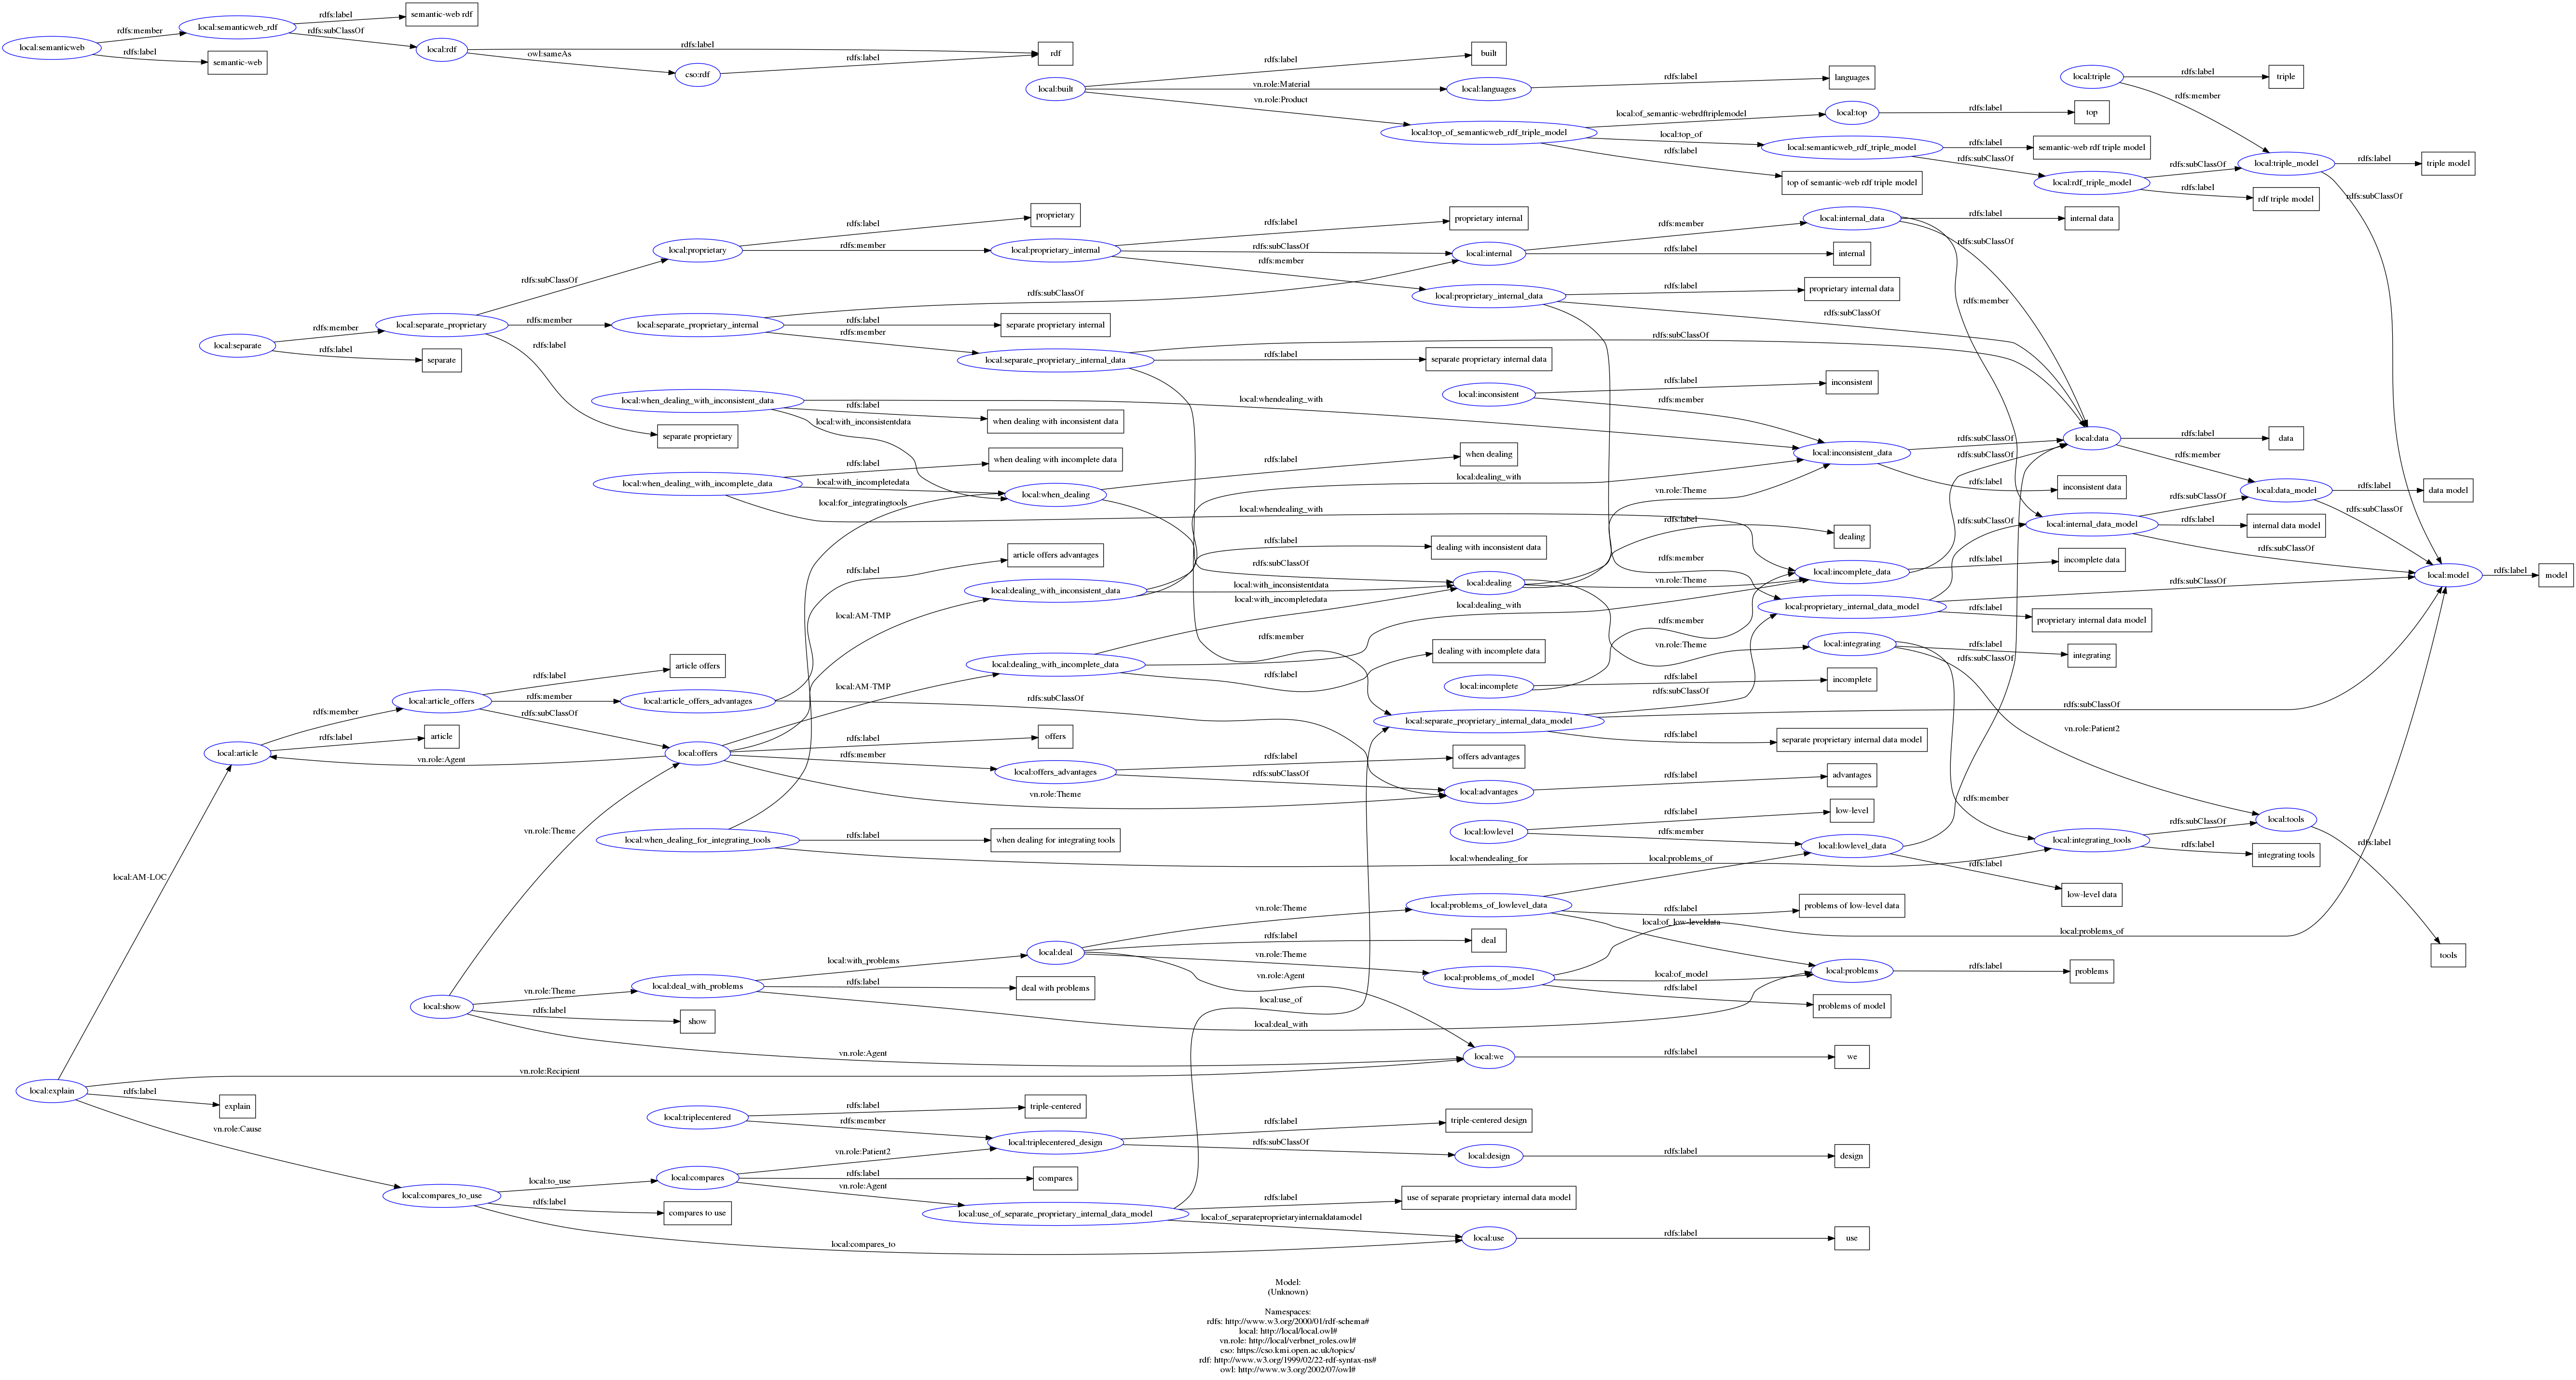 rdfs:label
semantic-web rdf
local:semanticweb_rdf
rdfs:member
rdfs:subClassOf
local:semanticweb
local:rdf
rdfs:label
rdf
rdfs:label
semantic-web
owl:sameAs
rdfs:label
cso:rdf
built
rdfs:label
local:built
vn.role:Material
local:languages
rdfs:label
languages
vn.role:Product
local:top_of_semanticweb_rdf_triple_model
local:of_semantic-webrdftriplemodel
local:top
rdfs:label
top
local:top_of
local:semanticweb_rdf_triple_model
rdfs:label
semantic-web rdf triple model
rdfs:label
top of semantic-web rdf triple model
rdfs:subClassOf
local:rdf_triple_model
rdfs:label
rdf triple model
local:triple
rdfs:label
triple
rdfs:member
rdfs:subClassOf
local:triple_model
rdfs:label
triple model
rdfs:subClassOf
rdfs:label
proprietary
local:proprietary
rdfs:member
local:proprietary_internal
rdfs:label
proprietary internal
rdfs:subClassOf
local:internal
rdfs:member
local:internal_data
rdfs:label
internal data
rdfs:subClassOf
rdfs:label
internal
rdfs:member
rdfs:subClassOf
rdfs:member
local:proprietary_internal_data
rdfs:label
proprietary internal data
rdfs:subClassOf
rdfs:subClassOf
local:separate
rdfs:member
rdfs:label
separate
local:separate_proprietary
rdfs:member
rdfs:label
separate proprietary
local:separate_proprietary_internal
rdfs:label
separate proprietary internal
rdfs:member
local:separate_proprietary_internal_data
rdfs:label
separate proprietary internal data
rdfs:subClassOf
local:when_dealing_with_inconsistent_data
rdfs:label
when dealing with inconsistent data
local:with_inconsistentdata
local:whendealing_with
local:inconsistent
rdfs:label
inconsistent
rdfs:member
local:inconsistent_data
rdfs:subClassOf
rdfs:label
inconsistent data
local:data
rdfs:label
data
rdfs:member
local:data_model
rdfs:label
data model
rdfs:subClassOf
local:when_dealing_with_incomplete_data
rdfs:label
when dealing with incomplete data
local:with_incompletedata
local:when_dealing
rdfs:label
when dealing
local:for_integratingtools
local:whendealing_with
local:dealing_with
vn.role:Theme
rdfs:label
dealing
rdfs:subClassOf
rdfs:subClassOf
local:internal_data_model
rdfs:subClassOf
rdfs:label
internal data model
rdfs:subClassOf
rdfs:label
article offers advantages
rdfs:label
dealing with inconsistent data
rdfs:subClassOf
local:dealing_with_inconsistent_data
local:with_inconsistentdata
local:with_incompletedata
local:dealing
vn.role:Theme
rdfs:member
local:incomplete_data
rdfs:label
incomplete data
local:model
rdfs:label
model
local:AM-TMP
local:dealing_with
rdfs:member
local:proprietary_internal_data_model
rdfs:subClassOf
rdfs:label
proprietary internal data model
rdfs:member
local:dealing_with_incomplete_data
rdfs:label
dealing with incomplete data
vn.role:Theme
local:integrating
rdfs:label
integrating
rdfs:subClassOf
local:incomplete
rdfs:label
incomplete
rdfs:label
article offers
local:article_offers
rdfs:member
local:article_offers_advantages
local:AM-TMP
rdfs:subClassOf
rdfs:subClassOf
local:separate_proprietary_internal_data_model
rdfs:subClassOf
rdfs:subClassOf
rdfs:label
separate proprietary internal data model
vn.role:Patient2
rdfs:member
local:article
rdfs:label
article
vn.role:Agent
local:offers
rdfs:label
offers
rdfs:member
local:offers_advantages
rdfs:label
offers advantages
rdfs:subClassOf
local:advantages
rdfs:label
advantages
vn.role:Theme
vn.role:Theme
local:when_dealing_for_integrating_tools
rdfs:label
when dealing for integrating tools
local:whendealing_for
local:lowlevel
rdfs:label
low-level
rdfs:member
local:lowlevel_data
rdfs:label
low-level data
local:problems_of
rdfs:member
local:integrating_tools
rdfs:subClassOf
local:tools
rdfs:label
integrating tools
rdfs:label
tools
local:AM-LOC
vn.role:Theme
local:problems_of_lowlevel_data
rdfs:label
problems of low-level data
local:of_low-leveldata
local:problems_of
local:deal
rdfs:label
deal
vn.role:Theme
local:problems_of_model
local:of_model
local:problems
rdfs:label
problems
rdfs:label
problems of model
vn.role:Agent
local:with_problems
local:deal_with_problems
rdfs:label
deal with problems
local:deal_with
local:use_of
local:show
vn.role:Theme
rdfs:label
show
vn.role:Agent
local:we
rdfs:label
we
local:explain
vn.role:Recipient
rdfs:label
explain
vn.role:Cause
local:triplecentered
rdfs:label
triple-centered
rdfs:member
local:triplecentered_design
rdfs:label
triple-centered design
rdfs:subClassOf
local:design
rdfs:label
design
vn.role:Patient2
local:compares
rdfs:label
compares
vn.role:Agent
local:to_use
local:compares_to_use
rdfs:label
compares to use
local:use_of_separate_proprietary_internal_data_model
rdfs:label
use of separate proprietary internal data model
local:of_separateproprietaryinternaldatamodel
local:compares_to
local:use
rdfs:label
use
Model:
(Unknown)
Namespaces:
rdfs: http://www.w3.org/2000/01/rdf-schema#
local: http://local/local.owl#
vn.role: http://local/verbnet_roles.owl#
cso: https://cso.kmi.open.ac.uk/topics/
rdf: http://www.w3.org/1999/02/22-rdf-syntax-ns#
owl: http://www.w3.org/2002/07/owl#